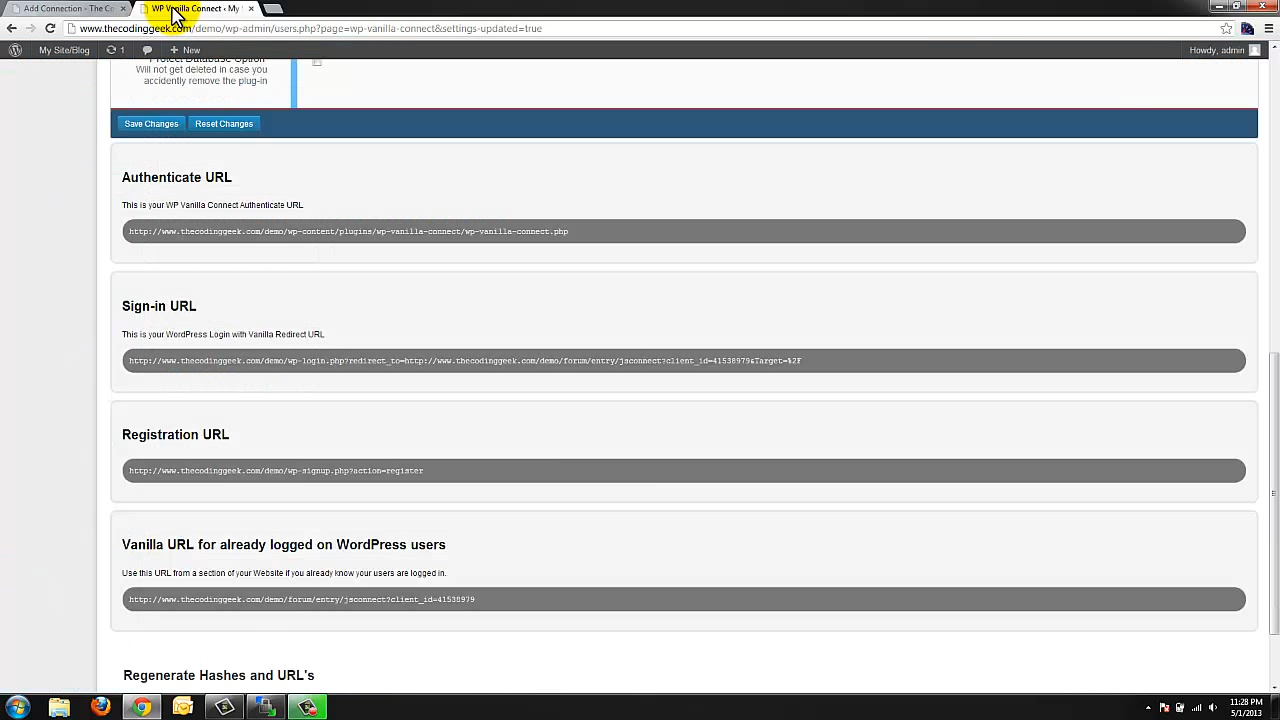 Add Connection - The Co
WP Vanilla Connect ‹ My
www.thecodinggeek.com/demo/wp-admin/users.php?page=wp-vanilla-connect&settings-updated=true
My Site/Blog
1
New
Howdy, admin
Protect Database Option
Will not get deleted in case you
accidently remove the plug-in
Save Changes
Reset Changes
Authenticate URL
This is your WP Vanilla Connect Authenticate URL
http://www.thecodinggeek.com/demo/wp-content/plugins/wp-vanilla-connect/wp-vanilla-connect.php
Sign-in URL
This is your WordPress Login with Vanilla Redirect URL
http://www.thecodinggeek.com/demo/wp-login.php?redirect_to=http://www.thecodinggeek.com/demo/forum/entry/jsconnect?client_id=41538979&Target=%2F
Registration URL
http://www.thecodinggeek.com/demo/wp-signup.php?action=register
Vanilla URL for already logged on WordPress users
Use this URL from a section of your Website if you already know your users are logged in.
http://www.thecodinggeek.com/demo/forum/entry/jsconnect?client_id=41538979
Regenerate Hashes and URL's
11:28 PM
5/1/2013